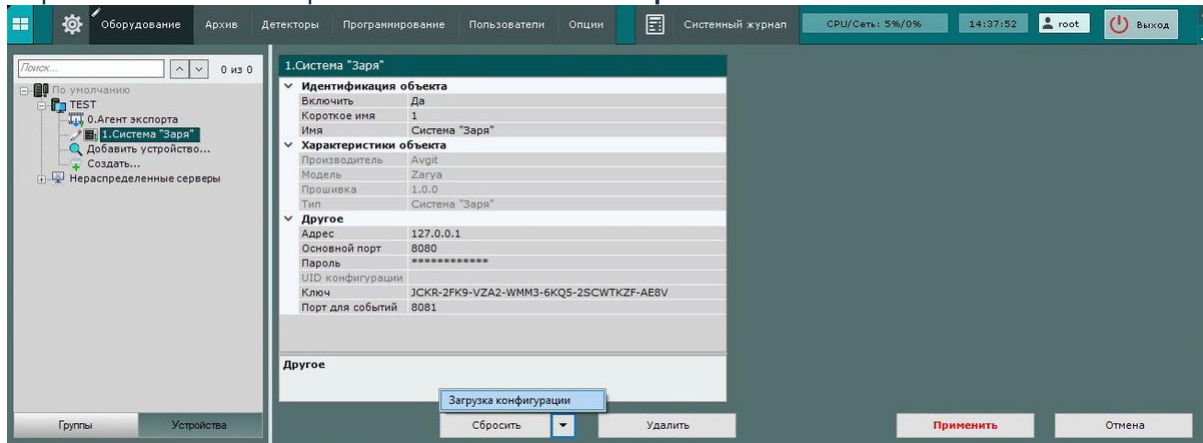 Оборудование Архив Детекторы Программирование Пользователи Опции Системный журнал CPU/Сеть: 5%/0% 14:37:52 root Выход
Поиск... 0 из 0
По умолчанию
TEST
0.Агент экспорта
1.Система "Заря"
Добавить устройство...
Создать...
Нераспределенные серверы
1.Система "Заря"
Идентификация объекта
Включить Да
Короткое имя 1
Имя Система "Заря"
Характеристики объекта
Производитель Avgit
Модель Zarya
Прошивка 1.0.0
Тип Система "Заря"
Другое
Адрес 127.0.0.1
Основной порт 8080
Пароль ************
UID конфигурации
Ключ JCKR-2FK9-VZA2-WMM3-6KQ5-2SCWTKZF-AE8V
Порт для событий 8081
Другое
Загрузка конфигурации
Группы Устройства Сбросить Удалить Применить Отмена